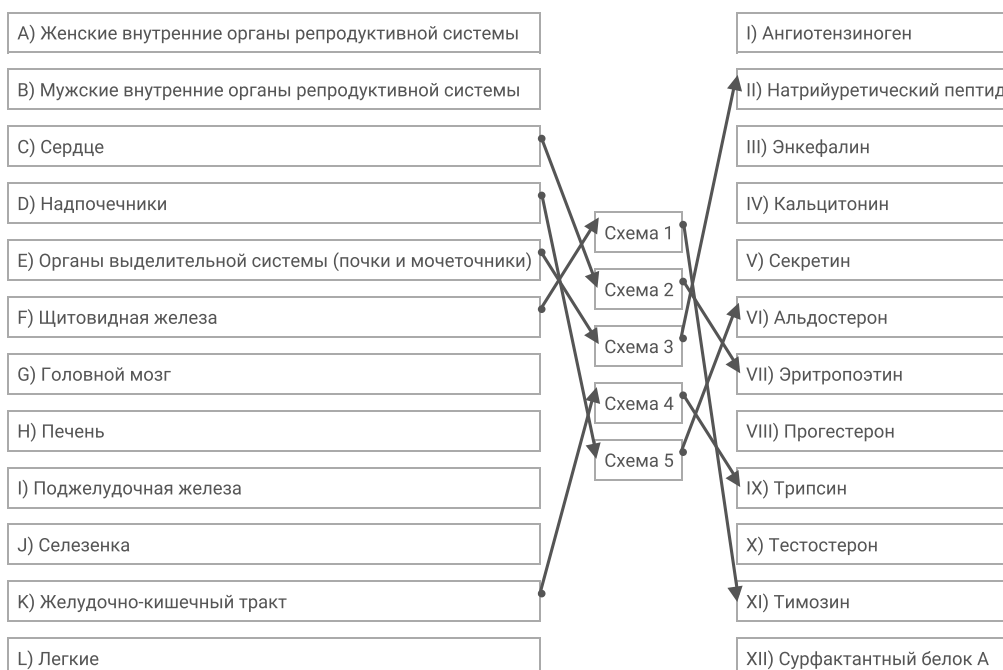 A) Женские внутренние органы репродуктивной системы
B) Мужские внутренние органы репродуктивной системы
C) Сердце
D) Надпочечники
E) Органы выделительной системы (почки и мочеточники)
F) Щитовидная железа
G) Головной мозг
H) Печень
I) Поджелудочная железа
J) Селезенка
K) Желудочно-кишечный тракт
L) Легкие
Схема 1
Схема 2
Схема 3
Схема 4
Схема 5
I) Ангиотензиноген
II) Натрийуретический пептид
III) Энкефалин
IV) Кальцитонин
V) Секретин
VI) Альдостерон
VII) Эритропоэтин
VIII) Прогестерон
IX) Трипсин
X) Тестостерон
XI) Тимозин
XII) Сурфактантный белок А